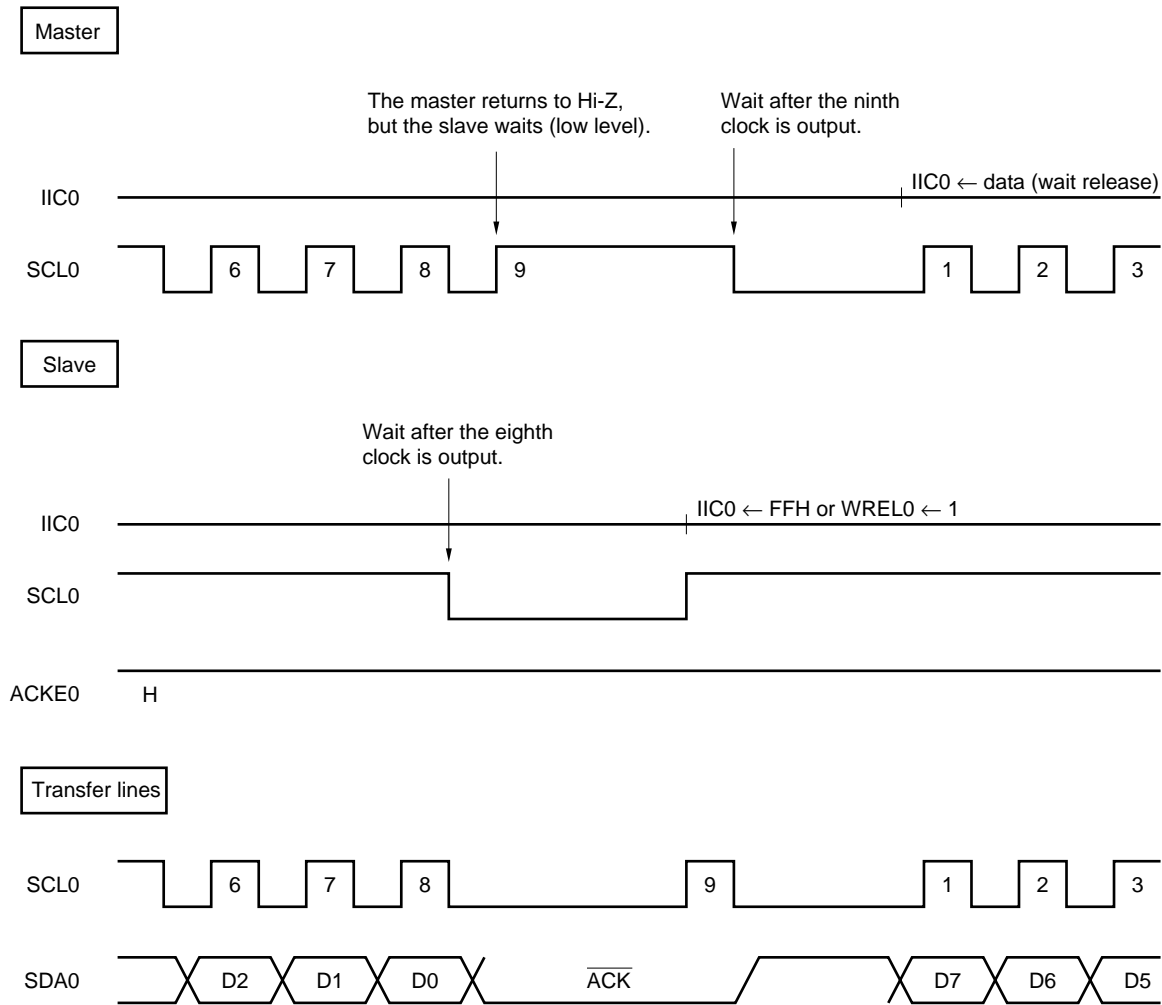 Master
The master returns to Hi-Z,
but the slave waits (low level).
Wait after the ninth
clock is output.
IIC0
IIC0 ← data (wait release)
SCL0
6 7 8 9 1 2 3
Slave
Wait after the eighth
clock is output.
IIC0
IIC0 ← FFH or WREL0 ← 1
SCL0
ACKE0 H
Transfer lines
SCL0
6 7 8 9 1 2 3
SDA0
D2 D1 D0 A̅C̅K̅ D7 D6 D5